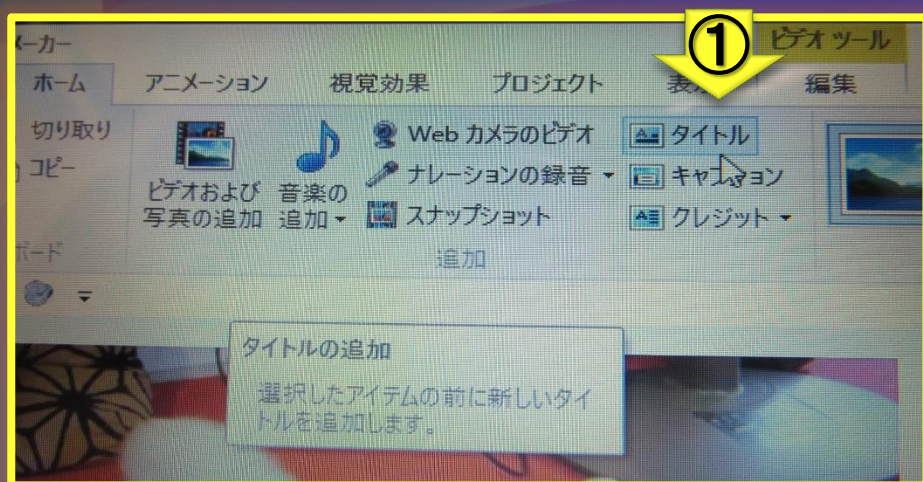 ーカー
①
ビデオ ツール
ホーム
アニメーション
視覚効果
プロジェクト
編集
切り取り
コピー
ビデオおよび
写真の追加
音楽の
追加
Web カメラのビデオ
ナレーションの録音
スナップショット
タイトル
クレジット
追加
ボード
タイトルの追加
選択したアイテムの前に新しいタイ
トルを追加します。